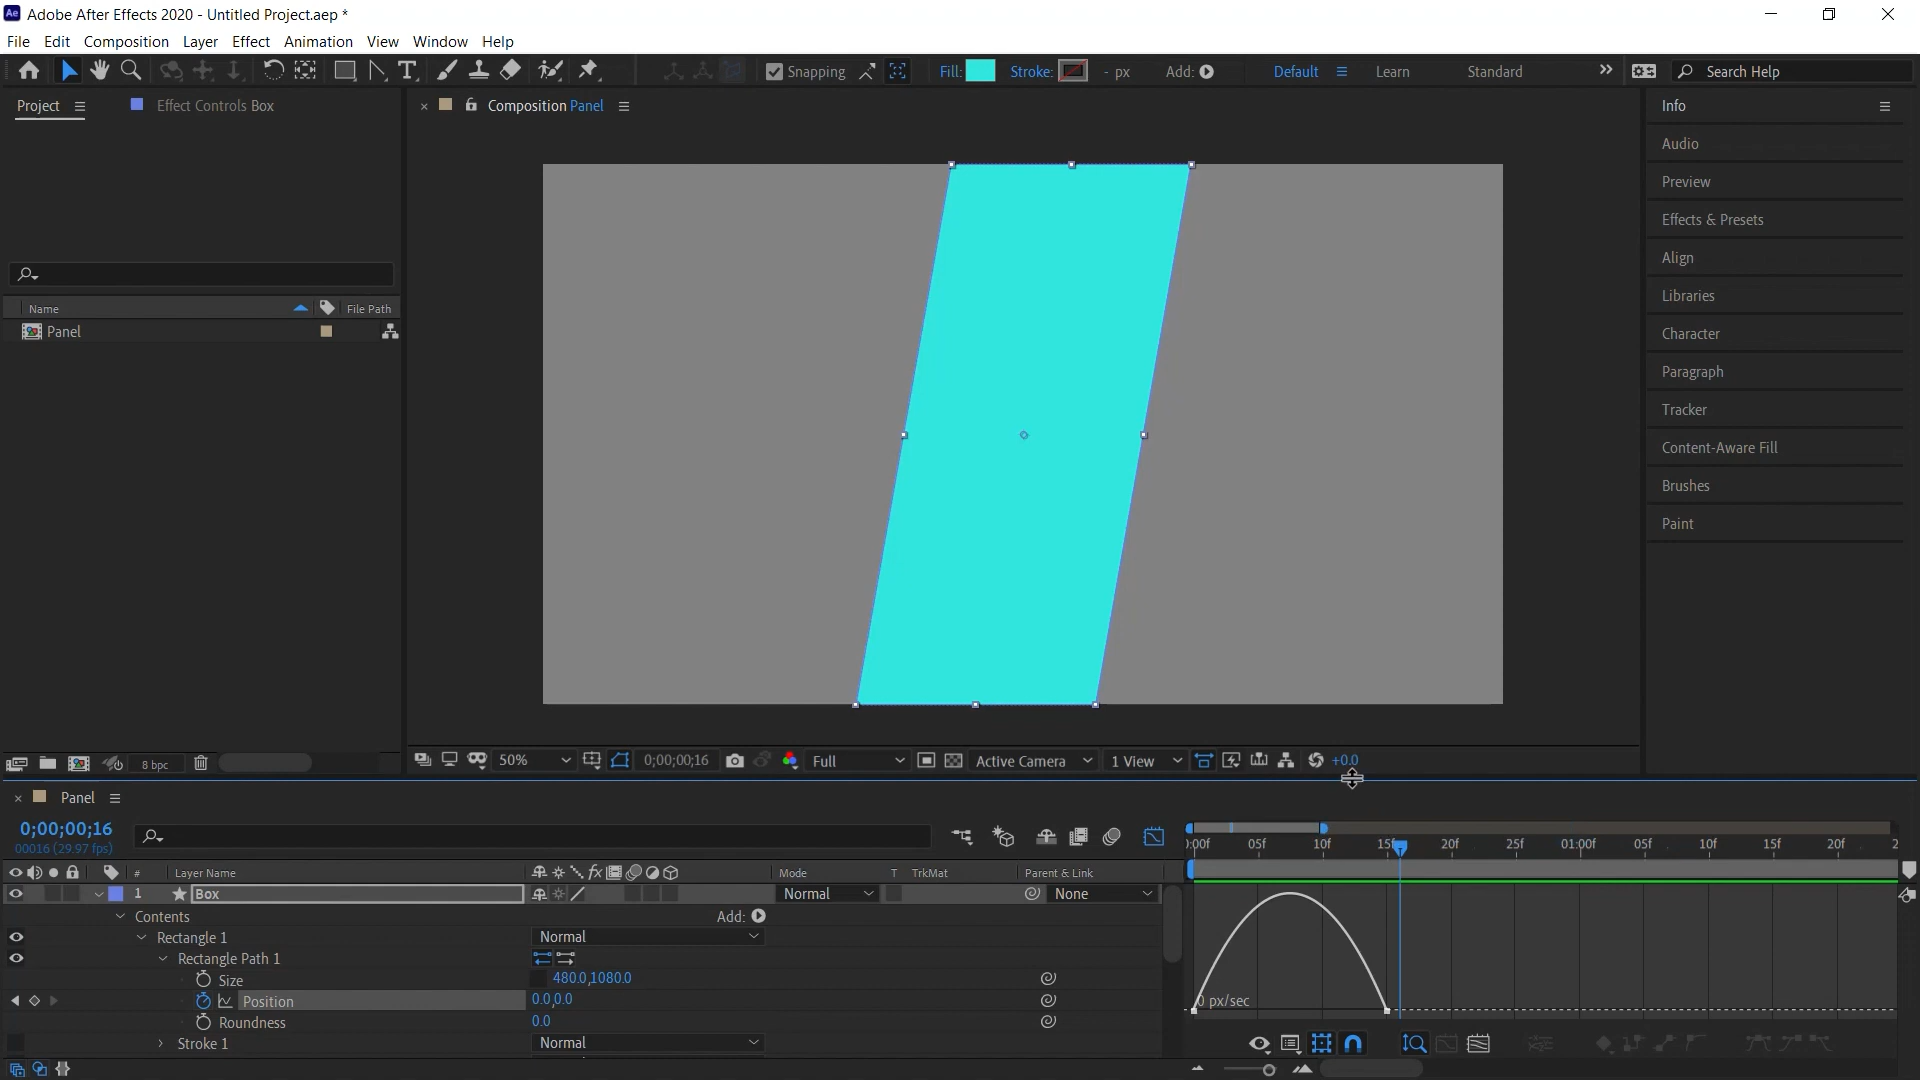 Adobe After Effects 2020 - Untitled Project.aep *
File Edit Composition Layer Effect Animation View Window Help
Snapping Fill: Stroke: - px Add: Default Learn Standard Search Help
Project Effect Controls Box
Composition Panel
Name File Path
Panel
8 bpc
50% 0;00;00;16 Full Active Camera 1 View +0.0
Info
Audio
Preview
Effects & Presets
Align
Libraries
Character
Paragraph
Tracker
Content-Aware Fill
Brushes
Paint
Panel
0;00;00;16
00016 (29.97 fps)
# Layer Name Mode T TrkMat Parent & Link
1 Box Normal None
Contents Add:
Rectangle 1 Normal
Rectangle Path 1
Size 480.0,1080.0
Position 0.0,0.0
Roundness 0.0
Stroke 1 Normal
):00f 05f 10f 15f 20f 25f 01:00f 05f 10f 15f 20f 2
0 px/sec